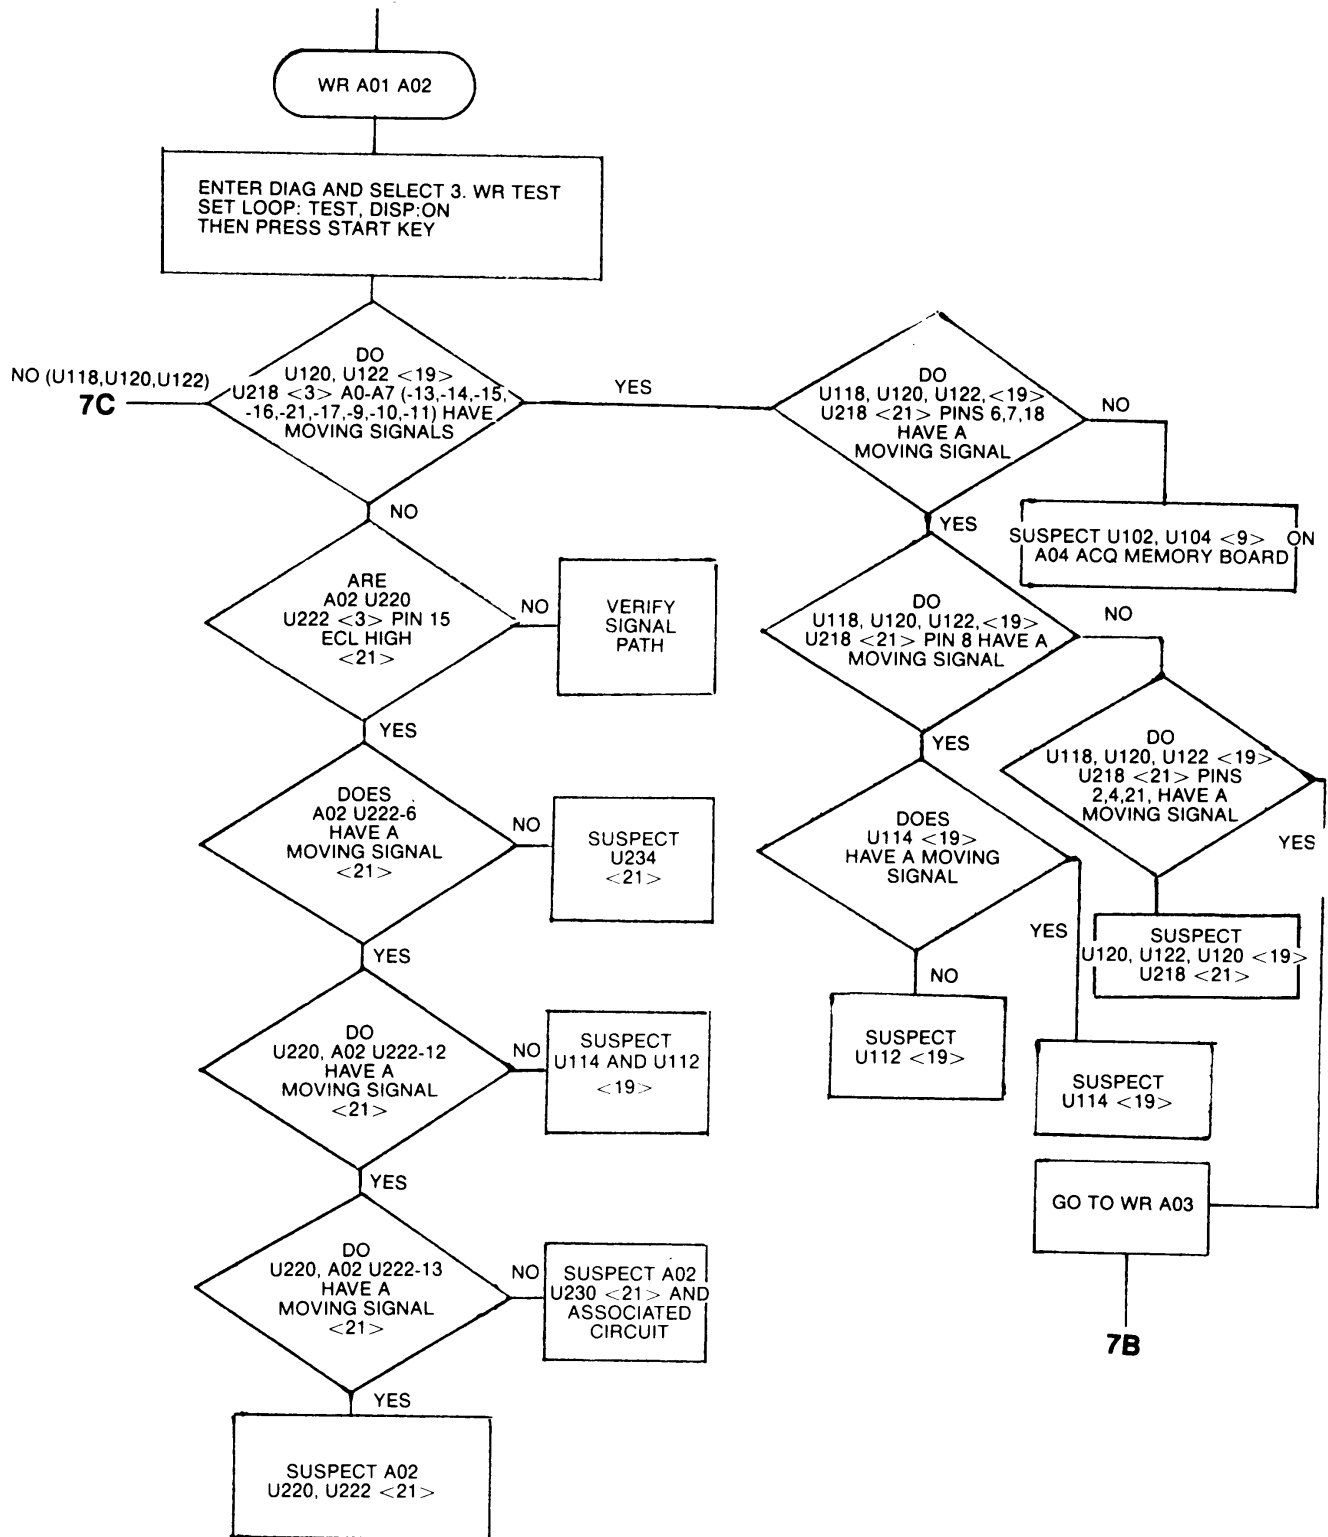 WR A01 A02
ENTER DIAG AND SELECT 3. WR TEST
SET LOOP: TEST, DISP:ON
THEN PRESS START KEY
DO
U120, U122 <19>
U218 <3> A0-A7 (-13,-14,-15,
-16,-21,-17,-9,-10,-11) HAVE
MOVING SIGNALS
NO (U118,U120,U122)
7C
YES
NO
DO
U118, U120, U122,<19>
U218 <21> PINS 6,7,18
HAVE A
MOVING SIGNAL
NO
YES
SUSPECT U102, U104 <9> ON
A04 ACQ MEMORY BOARD
ARE
A02 U220
U222 <3> PIN 15
ECL HIGH
<21>
NO
YES
VERIFY
SIGNAL
PATH
DO
U118, U120, U122,<19>
U218 <21> PIN 8 HAVE A
MOVING SIGNAL
NO
YES
DO
U118, U120, U122 <19>
U218 <21> PINS
2,4,21, HAVE A
MOVING SIGNAL
YES
DOES
A02 U222-6
HAVE A
MOVING SIGNAL
<21>
NO
YES
SUSPECT
U234
<21>
DOES
U114 <19>
HAVE A MOVING
SIGNAL
YES
NO
SUSPECT
U120, U122, U120 <19>
U218 <21>
DO
U220, A02 U222-12
HAVE A
MOVING SIGNAL
<21>
NO
YES
SUSPECT
U114 AND U112
<19>
SUSPECT
U112 <19>
SUSPECT
U114 <19>
GO TO WR A03
7B
DO
U220, A02 U222-13
HAVE A
MOVING SIGNAL
<21>
NO
YES
SUSPECT A02
U230 <21> AND
ASSOCIATED
CIRCUIT
SUSPECT A02
U220, U222 <21>